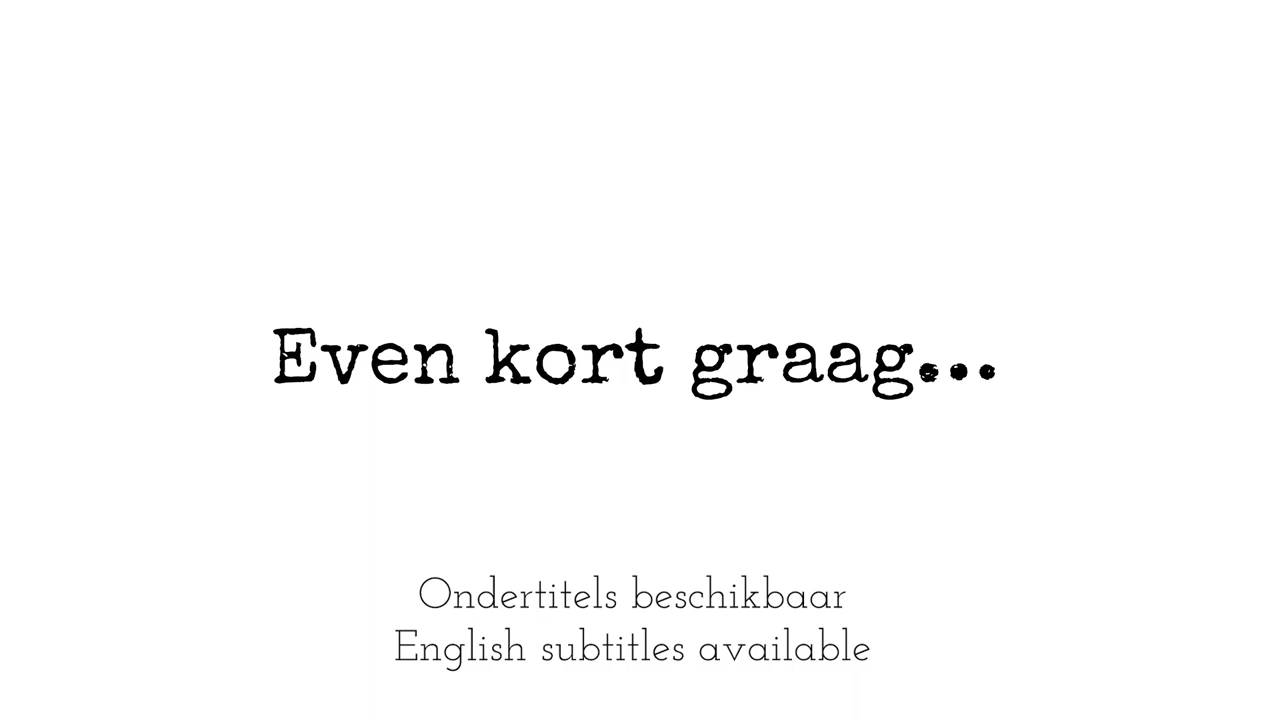 Even kort graag...
Ondertitels beschikbaar
English subtitles available